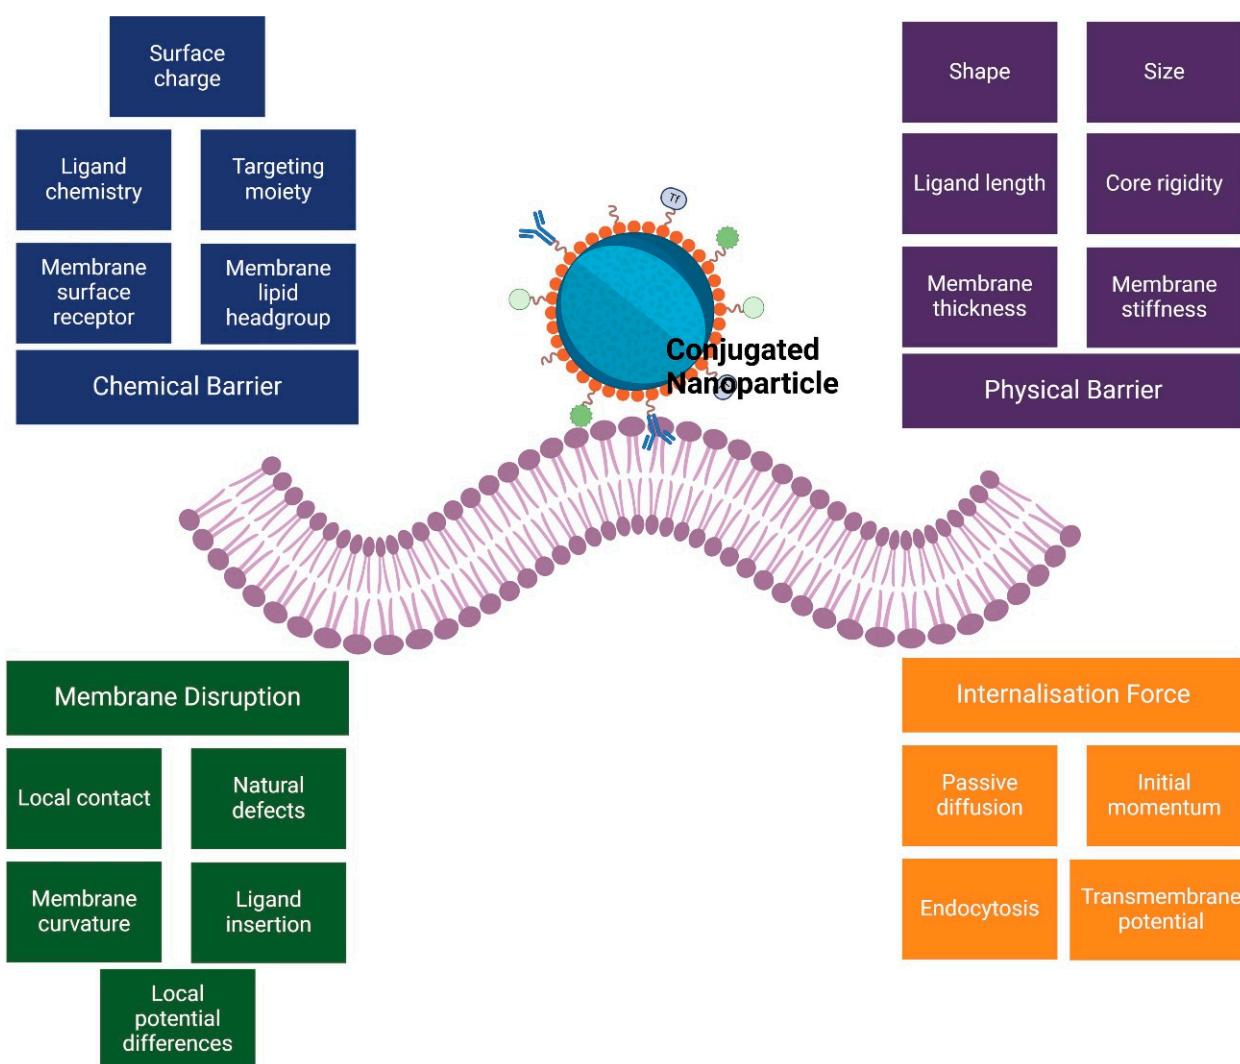 Surface
charge
Ligand
chemistry
Targeting
moiety
Membrane
surface
receptor
Membrane
lipid
headgroup
Chemical Barrier
Shape
Size
Ligand length
Core rigidity
Membrane
thickness
Membrane
stiffness
Physical Barrier
Tf
Conjugated
Nanoparticle
Membrane Disruption
Local contact
Natural
defects
Membrane
curvature
Ligand
insertion
Local
potential
differences
Internalisation Force
Passive
diffusion
Initial
momentum
Endocytosis
Transmembrane
potential